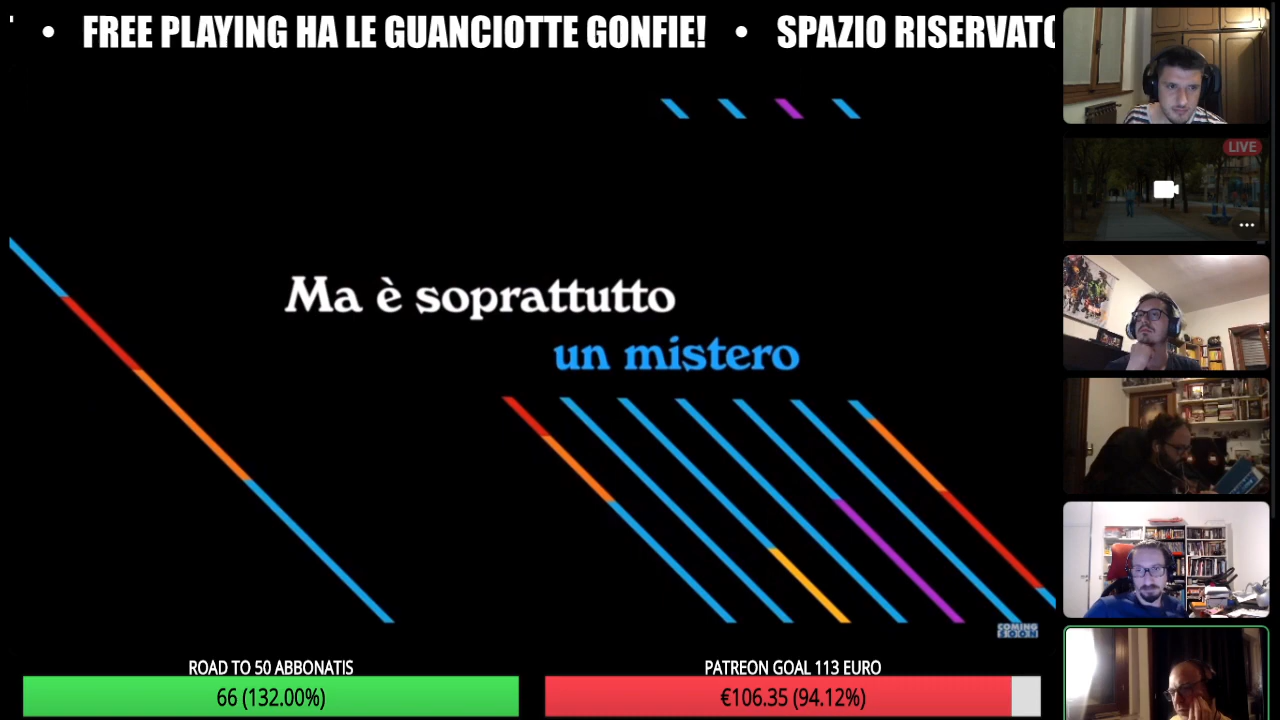 • FREE PLAYING HA LE GUANCIOTTE GONFIE! • SPAZIO RISERVATO
LIVE
Ma è soprattutto
un mistero
COMING
SOON
ROAD TO 50 ABBONATIS
PATREON GOAL 113 EURO
66 (132.00%)
€106.35 (94.12%)